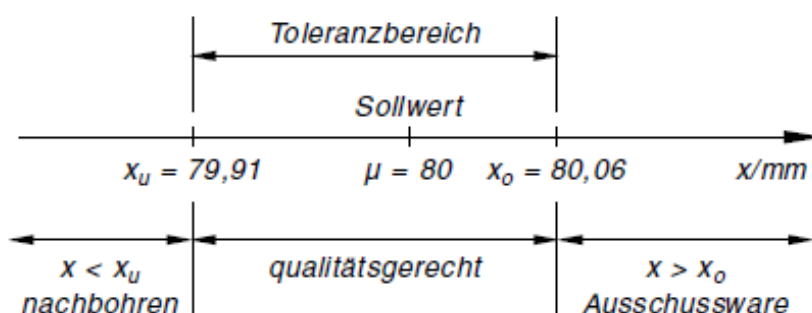 Toleranzbereich
Sollwert
x_u = 79,91 μ = 80 x_o = 80,06 x/mm
x < x_u qualitätsgerecht x > x_o
nachbohren Ausschussware